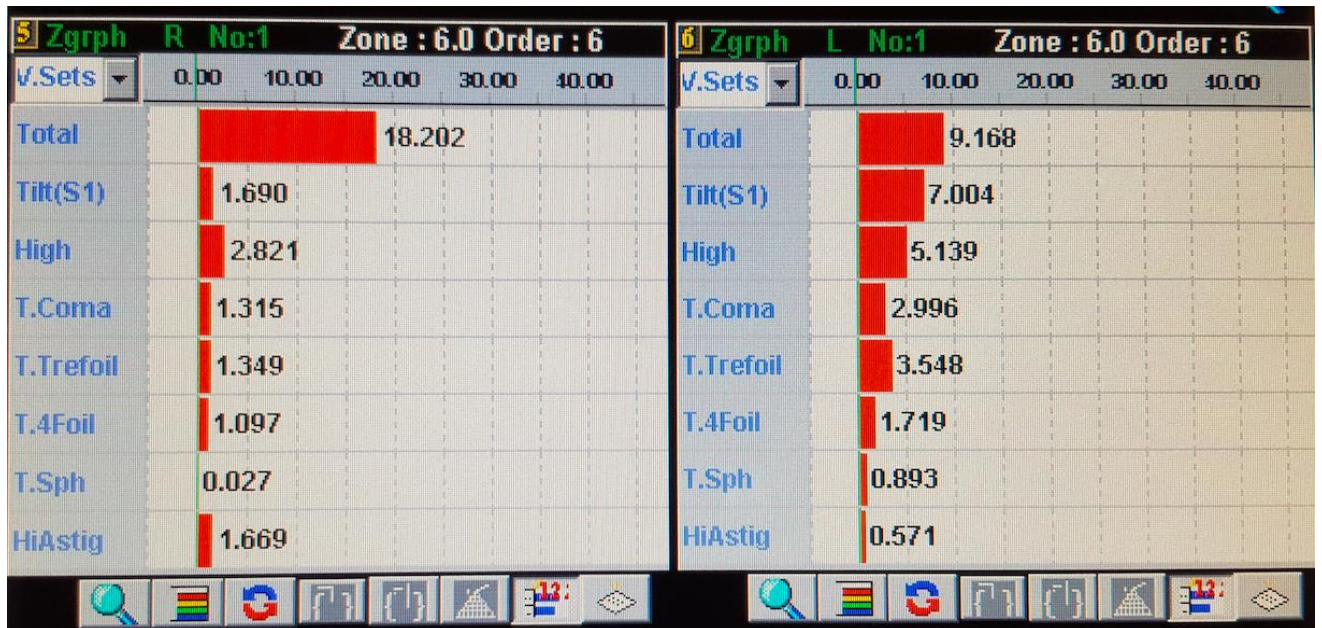 5 Zgrph R No:1 Zone : 6.0 Order : 6
V.Sets 0.00 10.00 20.00 30.00 40.00
Total 18.202
Tilt(S1) 1.690
High 2.821
T.Coma 1.315
T.Trefoil 1.349
T.4Foil 1.097
T.Sph 0.027
HiAstig 1.669
6 Zgrph L No:1 Zone : 6.0 Order : 6
V.Sets 0.00 10.00 20.00 30.00 40.00
Total 9.168
Tilt(S1) 7.004
High 5.139
T.Coma 2.996
T.Trefoil 3.548
T.4Foil 1.719
T.Sph 0.893
HiAstig 0.571